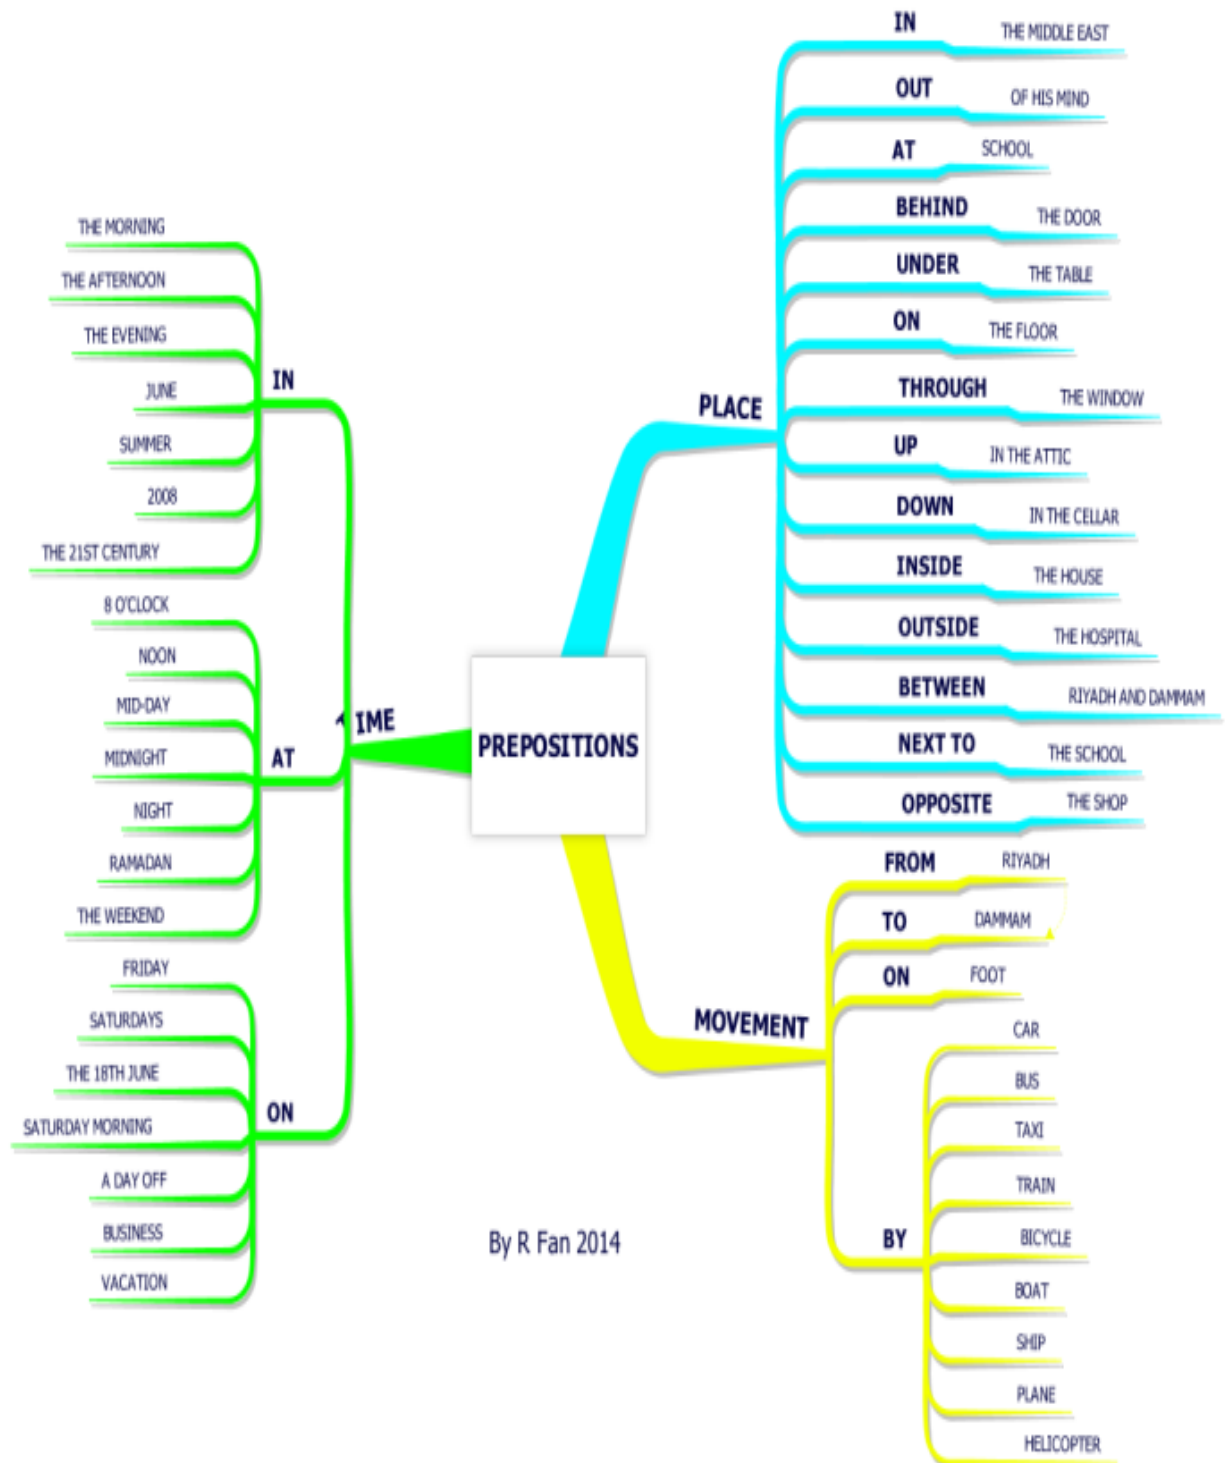 PREPOSITIONS
PLACE
IN
THE MIDDLE EAST
OUT
OF HIS MIND
AT
SCHOOL
BEHIND
THE DOOR
UNDER
THE TABLE
ON
THE FLOOR
THROUGH
THE WINDOW
UP
IN THE ATTIC
DOWN
IN THE CELLAR
INSIDE
THE HOUSE
OUTSIDE
THE HOSPITAL
BETWEEN
RIYADH AND DAMMAM
NEXT TO
THE SCHOOL
OPPOSITE
THE SHOP
MOVEMENT
FROM
RIYADH
TO
DAMMAM
ON
FOOT
BY
CAR
BUS
TAXI
TRAIN
BICYCLE
BOAT
SHIP
PLANE
HELICOPTER
TIME
IN
THE MORNING
THE AFTERNOON
THE EVENING
JUNE
SUMMER
2008
THE 21ST CENTURY
AT
8 O'CLOCK
NOON
MID-DAY
MIDNIGHT
NIGHT
RAMADAN
THE WEEKEND
ON
FRIDAY
SATURDAYS
THE 18TH JUNE
SATURDAY MORNING
A DAY OFF
BUSINESS
VACATION
By R Fan 2014